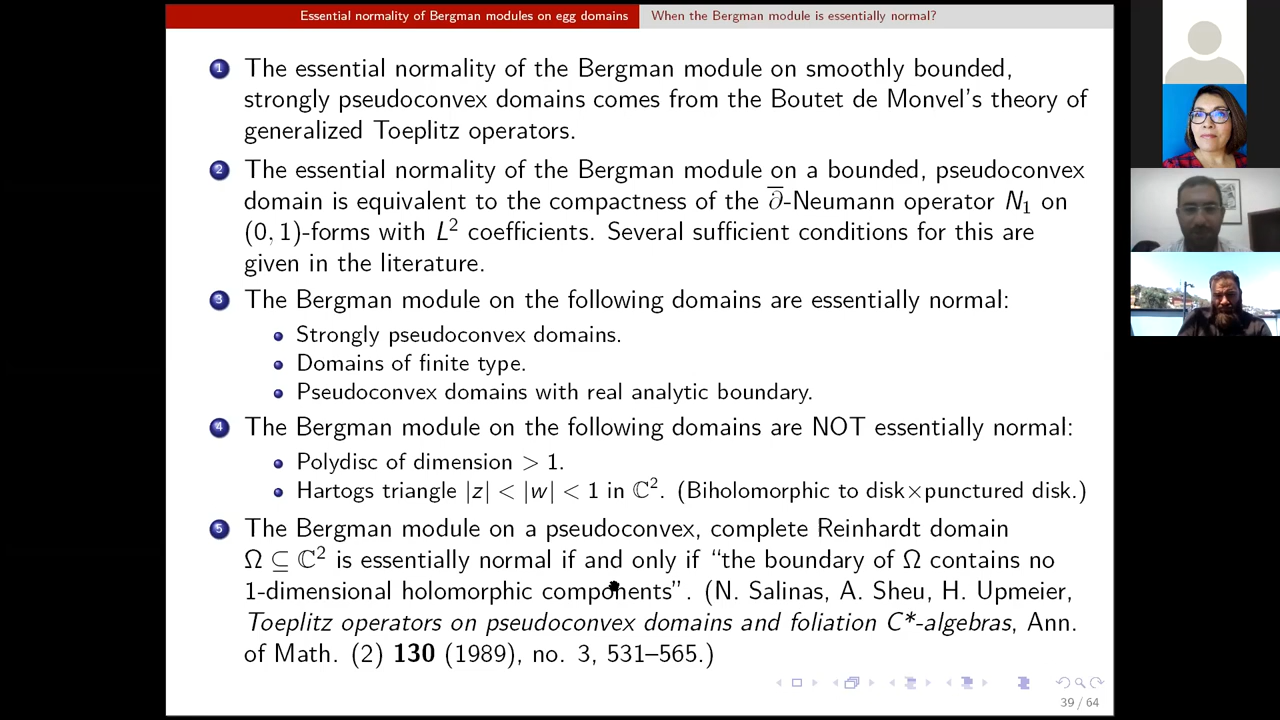 Essential normality of Bergman modules on egg domains
When the Bergman module is essentially normal?
1 The essential normality of the Bergman module on smoothly bounded,
strongly pseudoconvex domains comes from the Boutet de Monvel's theory of
generalized Toeplitz operators.
2 The essential normality of the Bergman module on a bounded, pseudoconvex
domain is equivalent to the compactness of the ∂̅-Neumann operator N₁ on
(0, 1)-forms with L² coefficients. Several sufficient conditions for this are
given in the literature.
3 The Bergman module on the following domains are essentially normal:
Strongly pseudoconvex domains.
Domains of finite type.
Pseudoconvex domains with real analytic boundary.
4 The Bergman module on the following domains are NOT essentially normal:
Polydisc of dimension > 1.
Hartogs triangle |z| < |w| < 1 in ℂ². (Biholomorphic to disk×punctured disk.)
5 The Bergman module on a pseudoconvex, complete Reinhardt domain
Ω ⊆ ℂ² is essentially normal if and only if “the boundary of Ω contains no
1-dimensional holomorphic components”. (N. Salinas, A. Sheu, H. Upmeier,
Toeplitz operators on pseudoconvex domains and foliation C*-algebras, Ann.
of Math. (2) 130 (1989), no. 3, 531–565.)
39 / 64